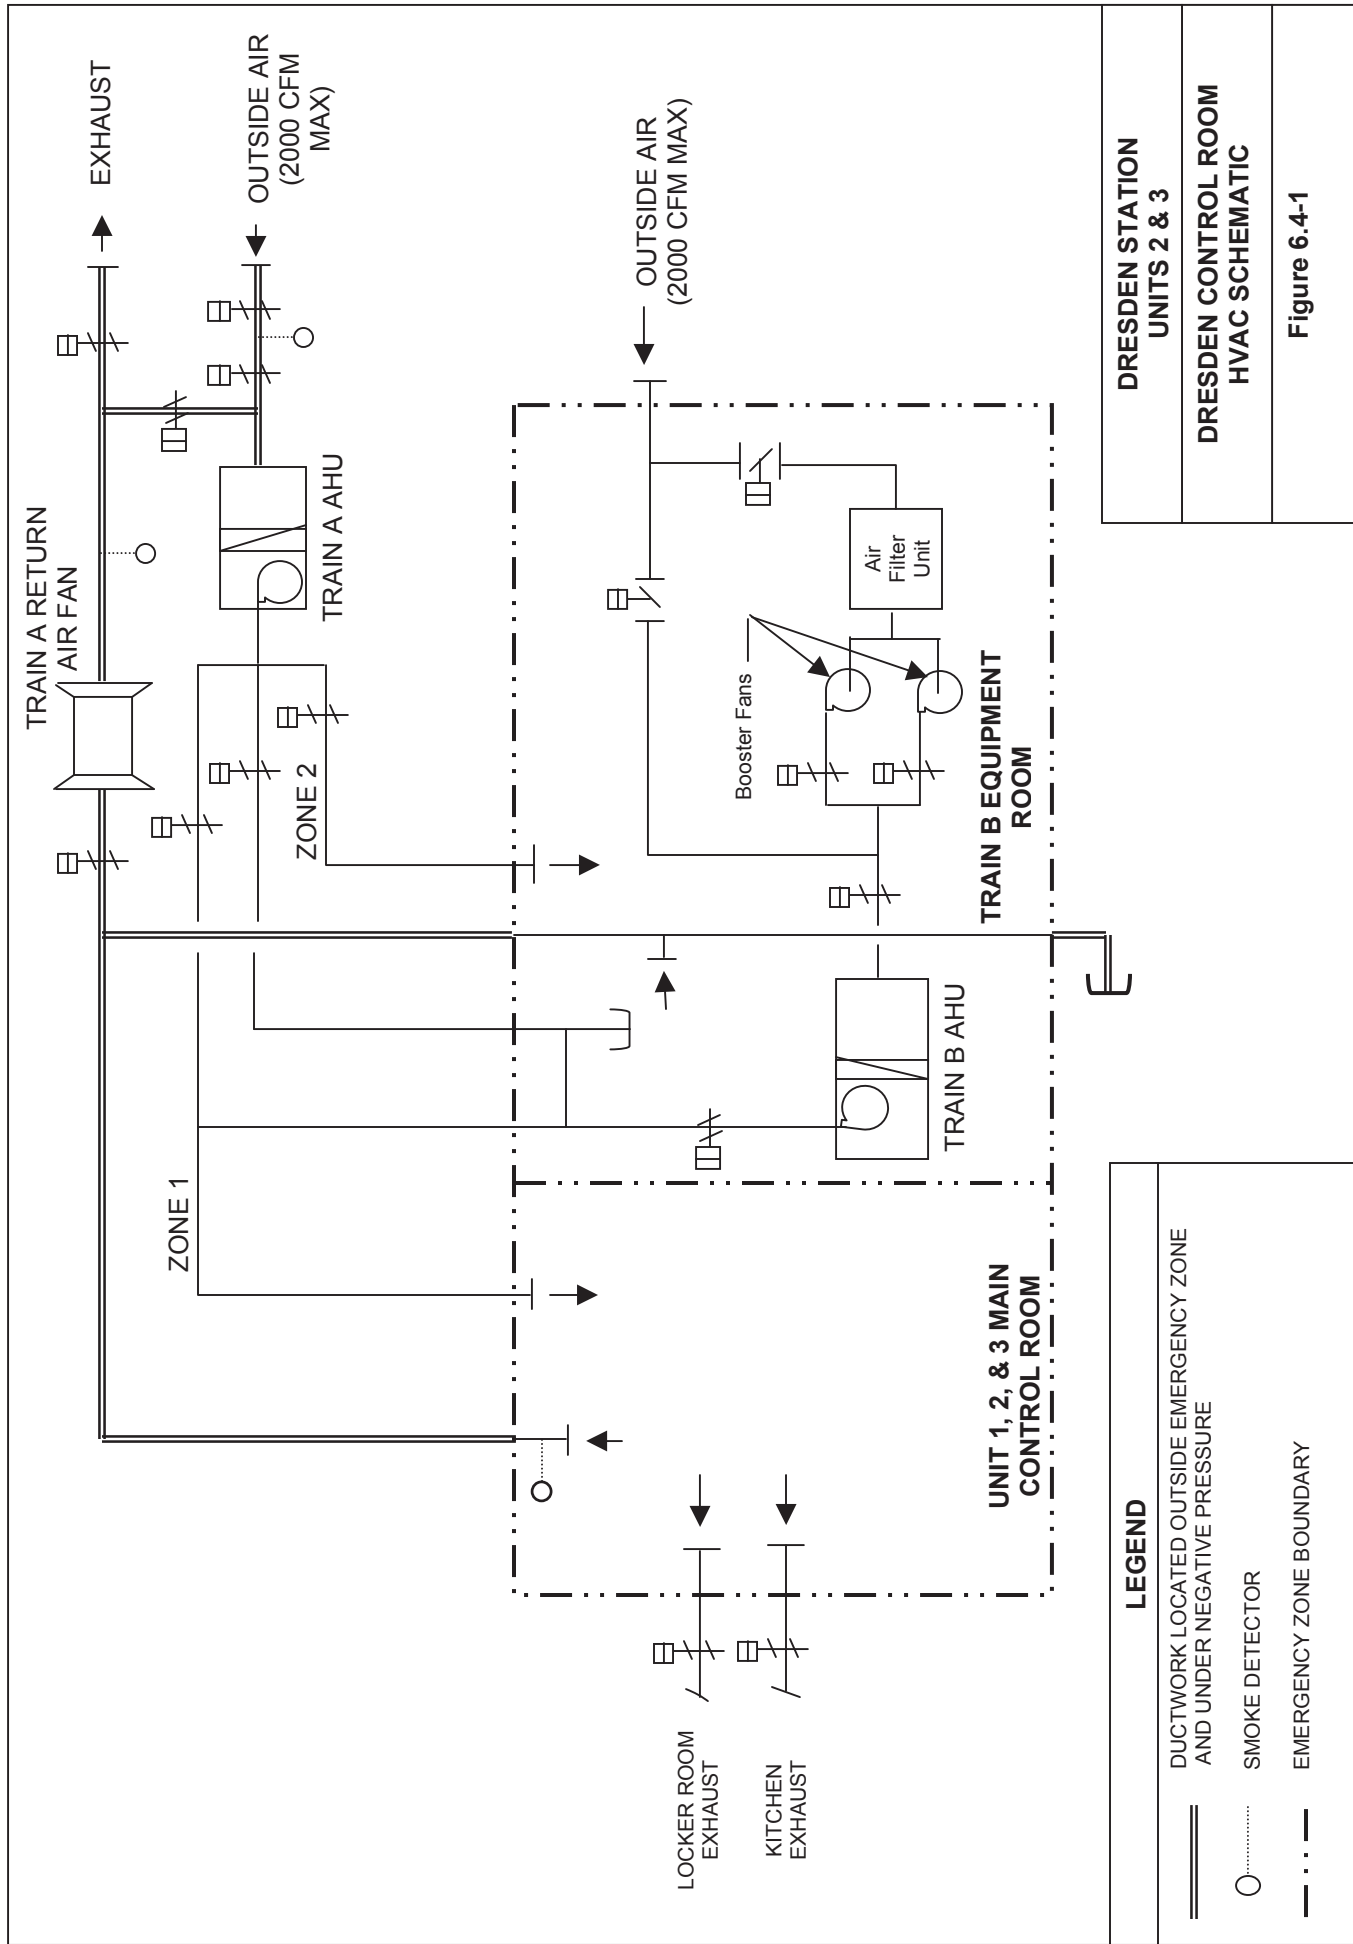 EXHAUST
OUTSIDE AIR
(2000 CFM
MAX)
TRAIN A RETURN
AIR FAN
TRAIN A AHU
ZONE 2
ZONE 1
OUTSIDE AIR
(2000 CFM MAX)
Air
Filter
Unit
Booster Fans
TRAIN B EQUIPMENT
ROOM
TRAIN B AHU
UNIT 1, 2, & 3 MAIN
CONTROL ROOM
LOCKER ROOM
EXHAUST
KITCHEN
EXHAUST
LEGEND
DUCTWORK LOCATED OUTSIDE EMERGENCY ZONE
AND UNDER NEGATIVE PRESSURE
SMOKE DETECTOR
EMERGENCY ZONE BOUNDARY
DRESDEN STATION
UNITS 2 & 3
DRESDEN CONTROL ROOM
HVAC SCHEMATIC
Figure 6.4-1